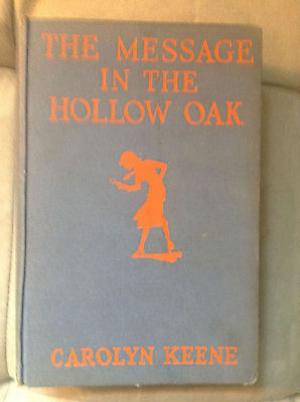 THE MESSAGE
IN THE
HOLLOW OAK
CAROLYN KEENE